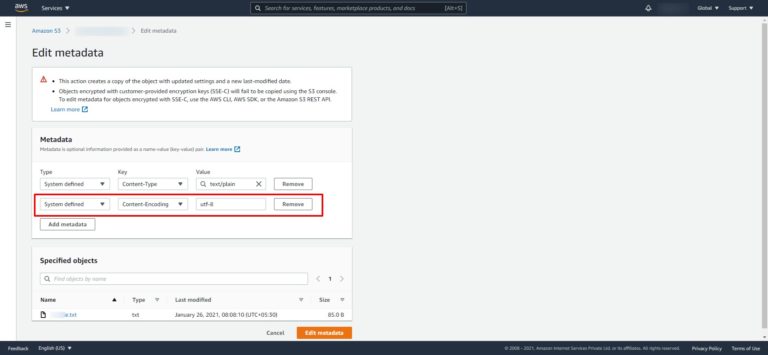 aws Services Search for services, features, marketplace products, and docs [Alt+S] Global Support
Amazon S3 Edit metadata
Edit metadata
This action creates a copy of the object with updated settings and a new last-modified date.
Objects encrypted with customer-provided encryption keys (SSE-C) will fail to be copied using the S3 console.
To edit metadata for objects encrypted with SSE-C, use the AWS CLI, AWS SDK, or the Amazon S3 REST API.
Learn more
Metadata
Metadata is optional information provided as a name-value (key-value) pair. Learn more
Type Key Value
System defined Content-Type text/plain Remove
System defined Content-Encoding utf-8 Remove
Add metadata
Specified objects
Find objects by name 1
Name Type Last modified Size
.txt txt January 26, 2021, 08:08:10 (UTC+05:30) 85.0 B
Cancel Edit metadata
Feedback English (US) © 2008 - 2021, Amazon Internet Services Private Ltd. or its affiliates. All rights reserved. Privacy Policy Terms of Use